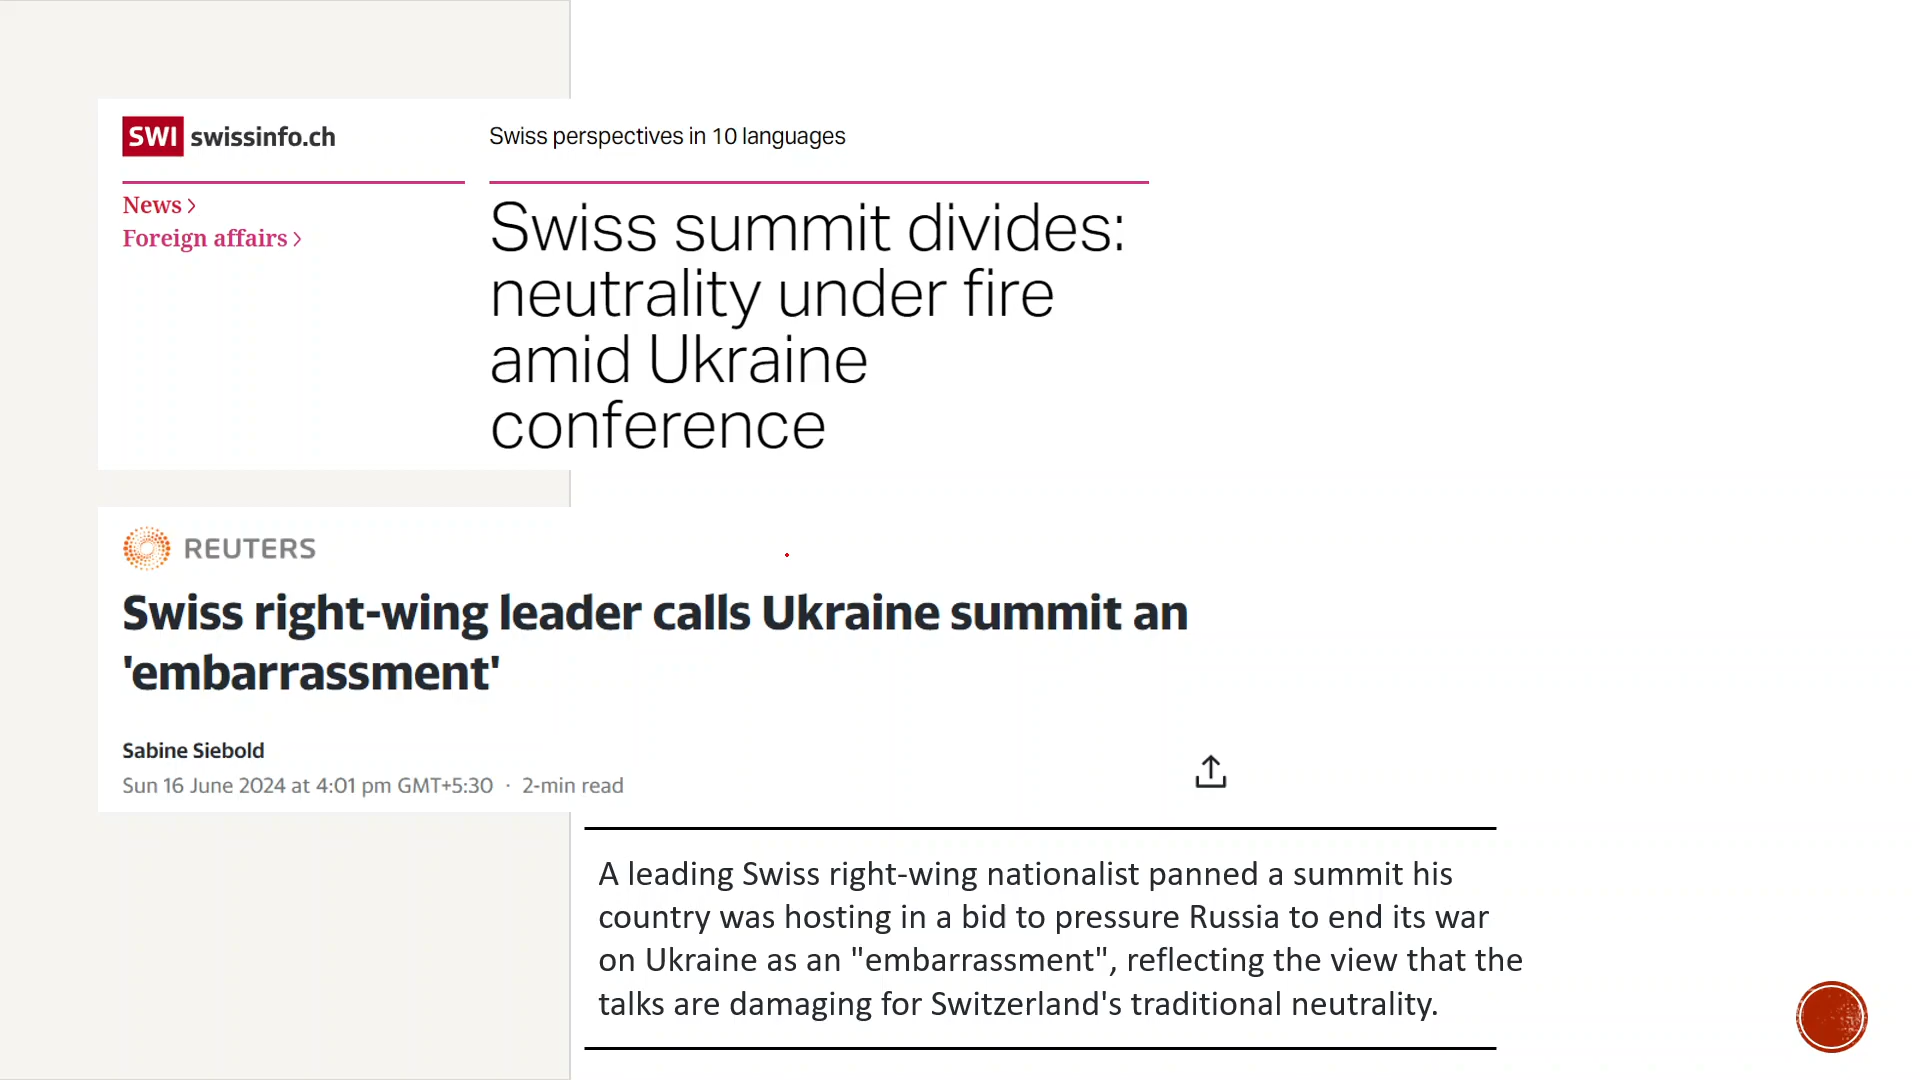 SWI swissinfo.ch
Swiss perspectives in 10 languages
News >
Foreign affairs >
Swiss summit divides:
neutrality under fire
amid Ukraine
conference
REUTERS
Swiss right-wing leader calls Ukraine summit an
'embarrassment'
Sabine Siebold
Sun 16 June 2024 at 4:01 pm GMT+5:30 · 2-min read
A leading Swiss right-wing nationalist panned a summit his
country was hosting in a bid to pressure Russia to end its war
on Ukraine as an "embarrassment", reflecting the view that the
talks are damaging for Switzerland's traditional neutrality.